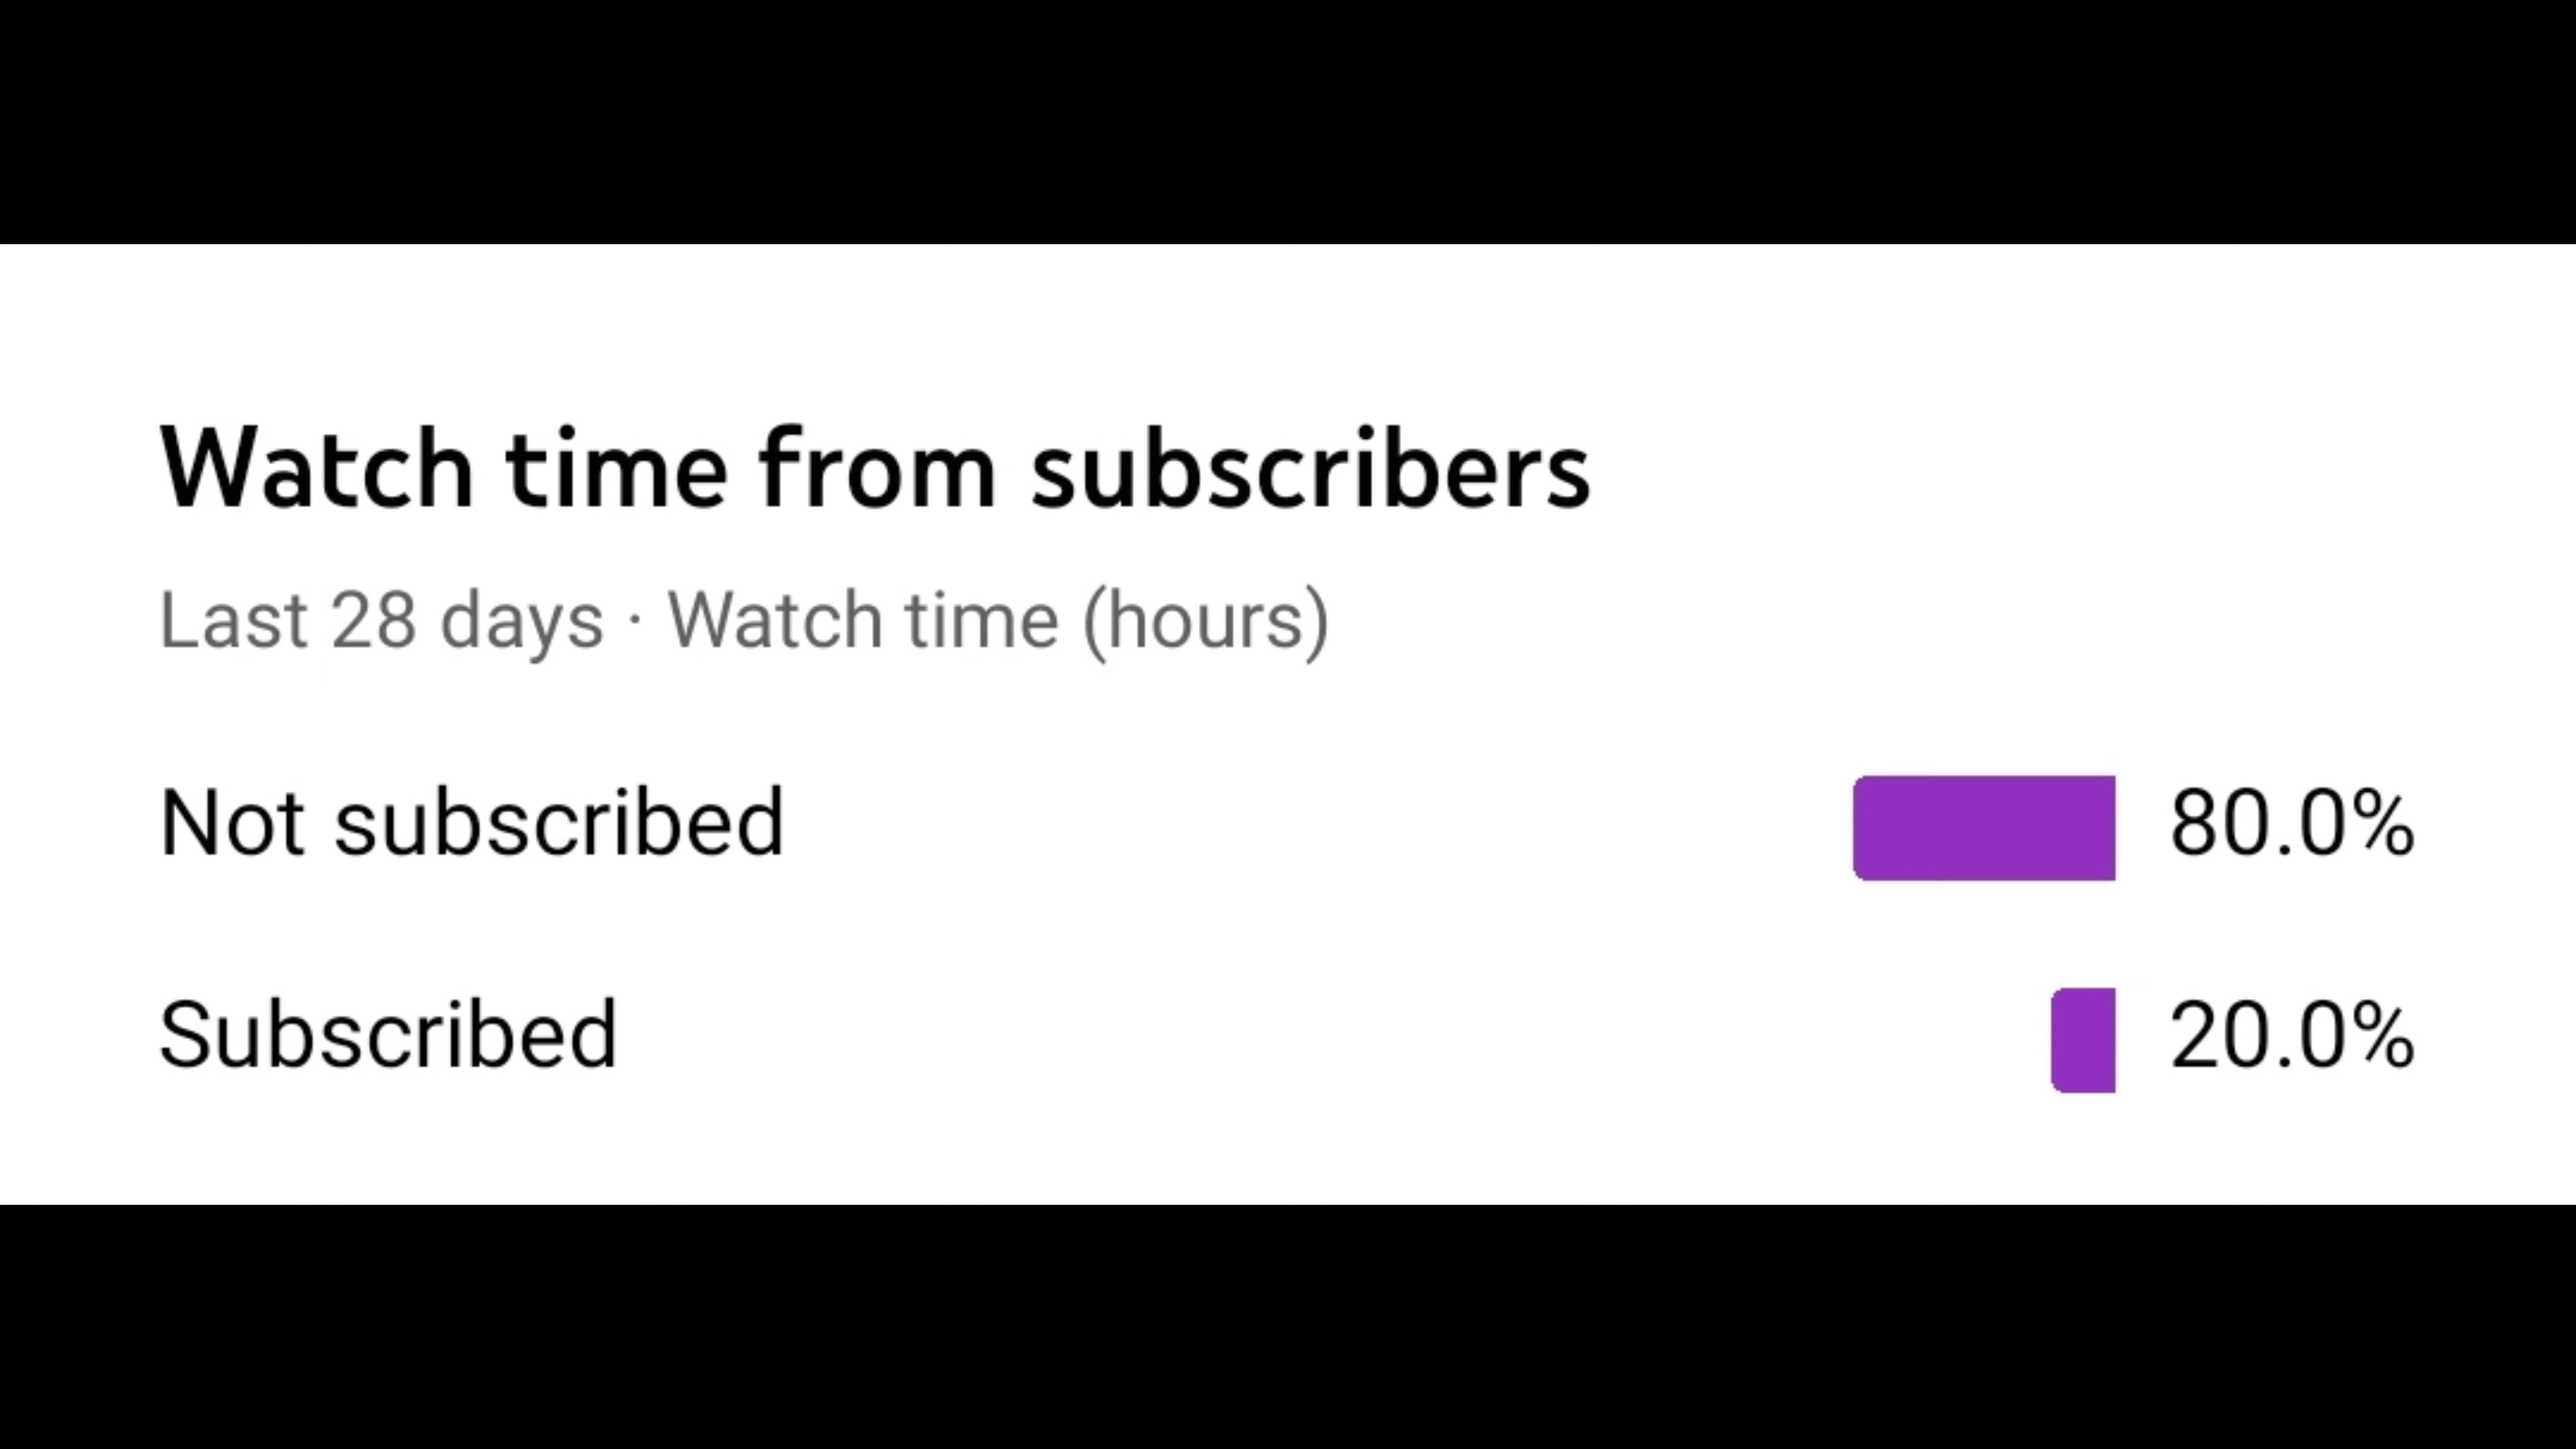 Watch time from subscribers
Last 28 days · Watch time (hours)
Not subscribed 80.0%
Subscribed 20.0%